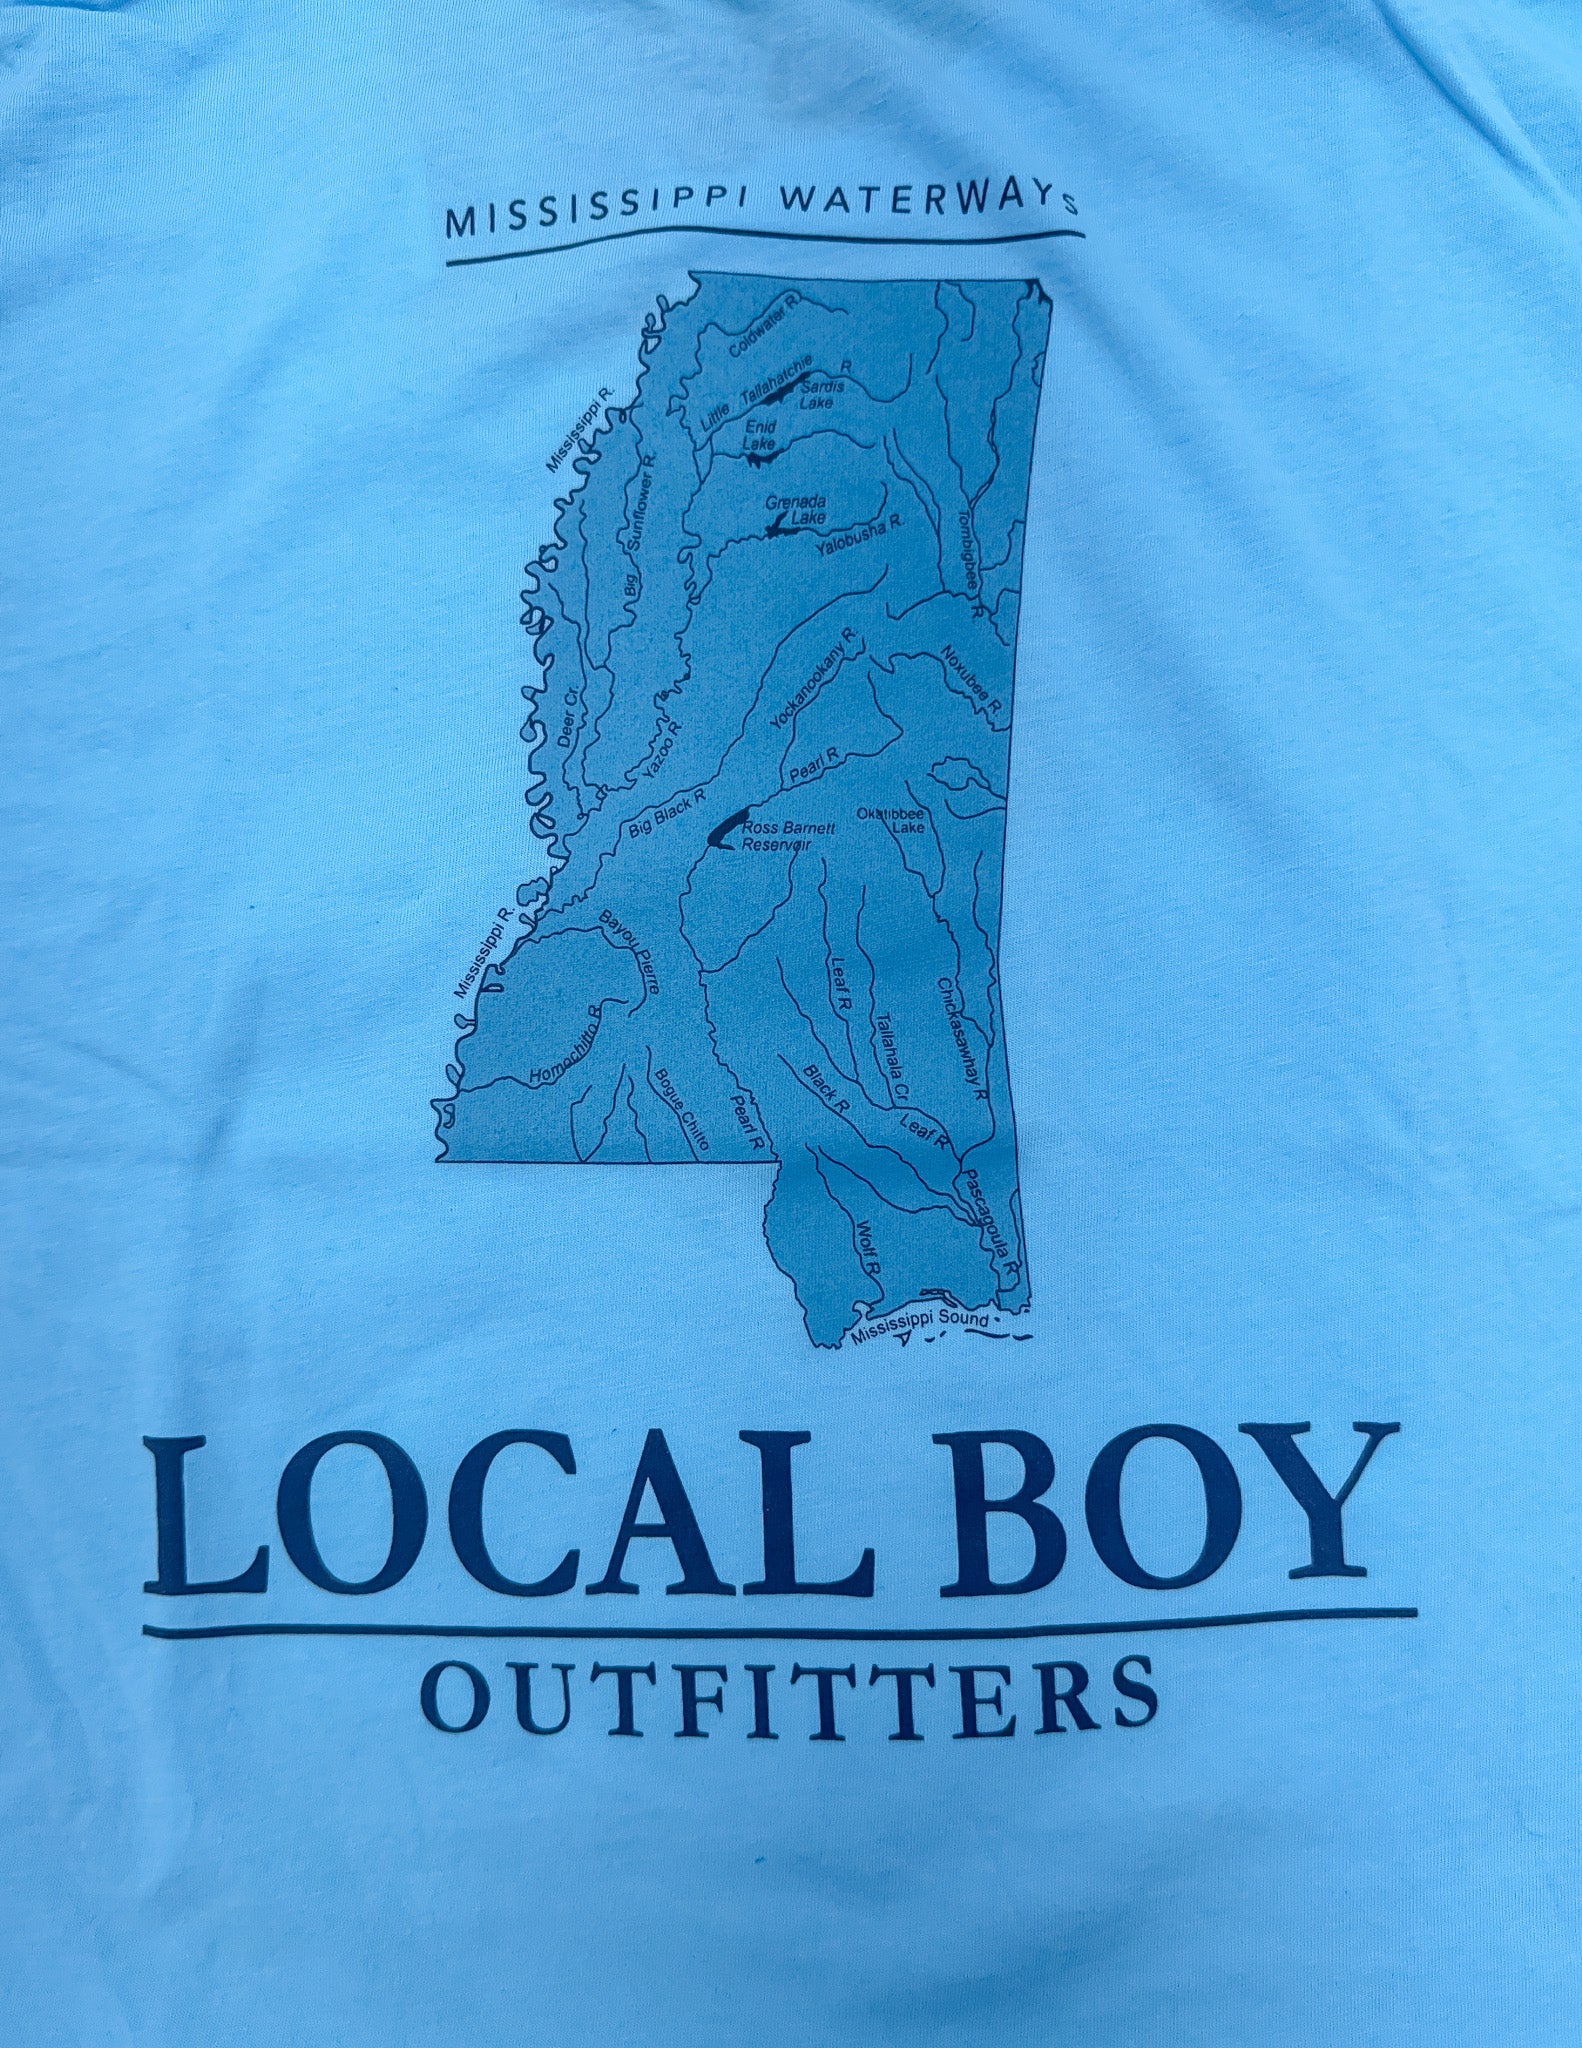 MISSISSIPPI WATERWAYS
Coldwater R.
Little Tallahatchie R
Sardis
Lake
Mississippi R.
Enid
Lake
Big Sunflower R.
Grenada
Lake
Yalobusha R.
Tombigbee R
Yockanookany R
Noxubee R.
Deer Cr.
Yazoo R
Pearl R
Big Black R
Ross Barnett
Reservoir
Okatibbee
Lake
Mississippi R.
Bayou Pierre
Leaf R
Chickasawhay R
Homochitto R
Tallahala Cr
Black R
Bogue Chitto
Pearl R
Leaf R
Pascagoula R
Wolf R
Mississippi Sound
LOCAL BOY
OUTFITTERS